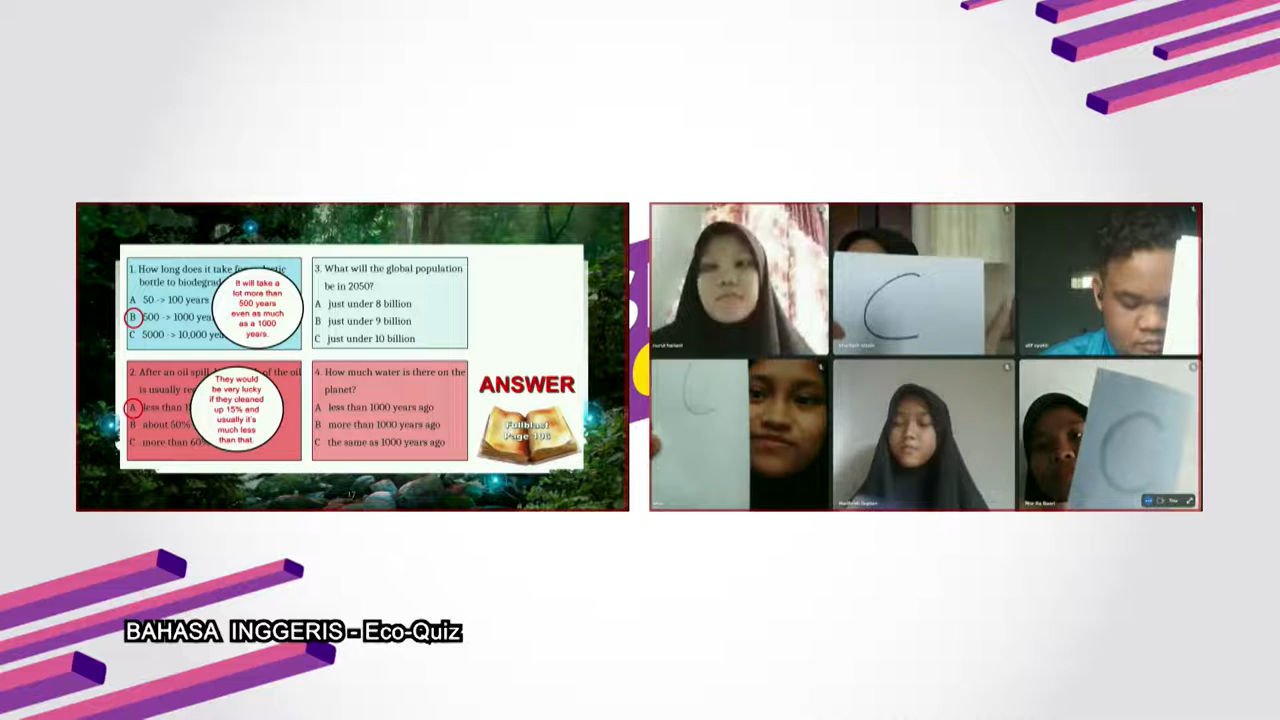 1. How long does it take
bottle to biodegrad
A 50 -> 100 years
B 500 -> 1000 yea
C 5000 -> 10,000 yea
It will take a
lot more than
500 years
even as much
as a 1000
years.
2. After an oil spill of the oil
is usually
A less than
B about 50%
C more than 60%
They would
be very lucky
if they cleaned
up 15% and
usually it's
much less
than that.
3. What will the global population
be in 2050?
A just under 8 billion
B just under 9 billion
C just under 10 billion
4. How much water is there on the
planet?
A less than 1000 years ago
B more than 1000 years ago
C the same as 1000 years ago
ANSWER
Fullblast
Page 106
17
C
C
C
You
BAHASA INGGERIS - Eco-Quiz